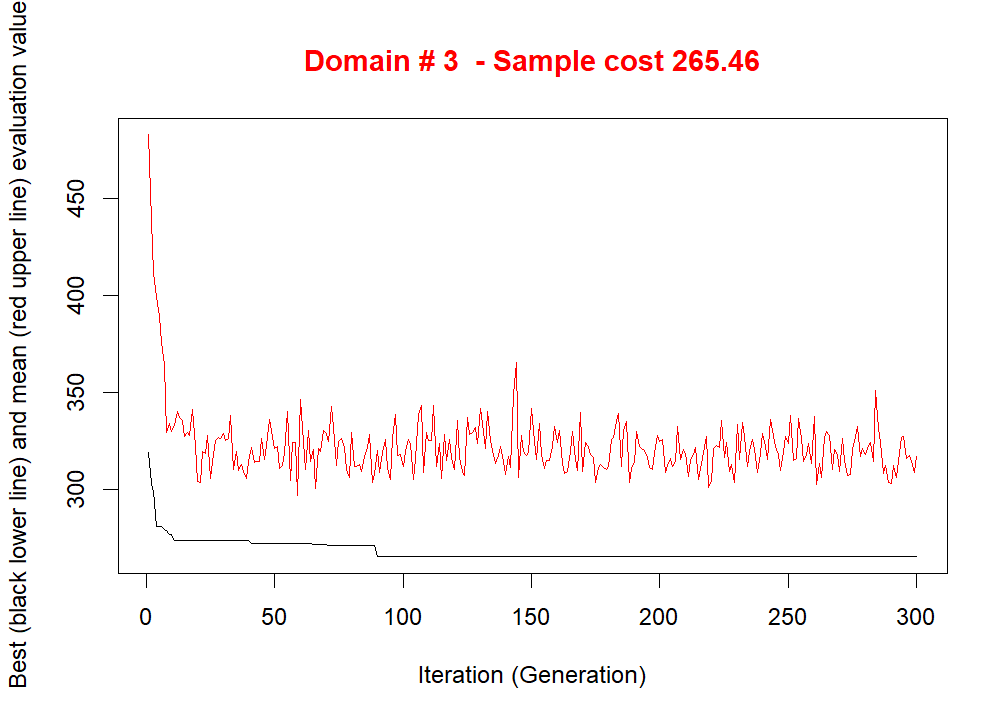 Domain # 3  - Sample cost 265.46
Best (black lower line) and mean (red upper line) evaluation value
450
400
350
300
0 50 100 150 200 250 300
Iteration (Generation)